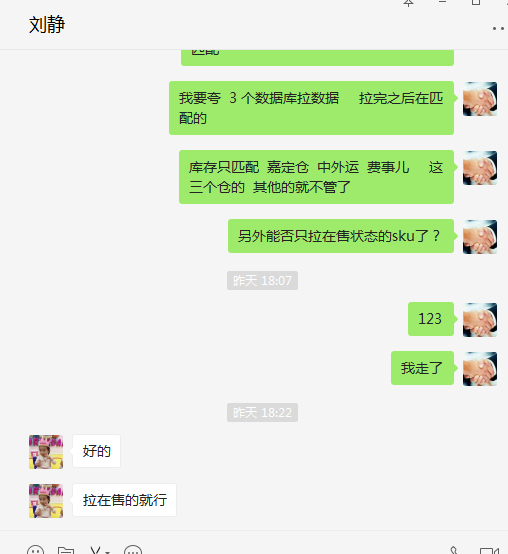 刘静
匹配
我要夸 3 个数据库拉数据 拉完之后在匹
配的
库存只匹配 嘉定仓 中外运 费事儿 这
三个仓的 其他的就不管了
另外能否只拉在售状态的sku了？
昨天 18:07
123
我走了
昨天 18:22
好的
拉在售的就行